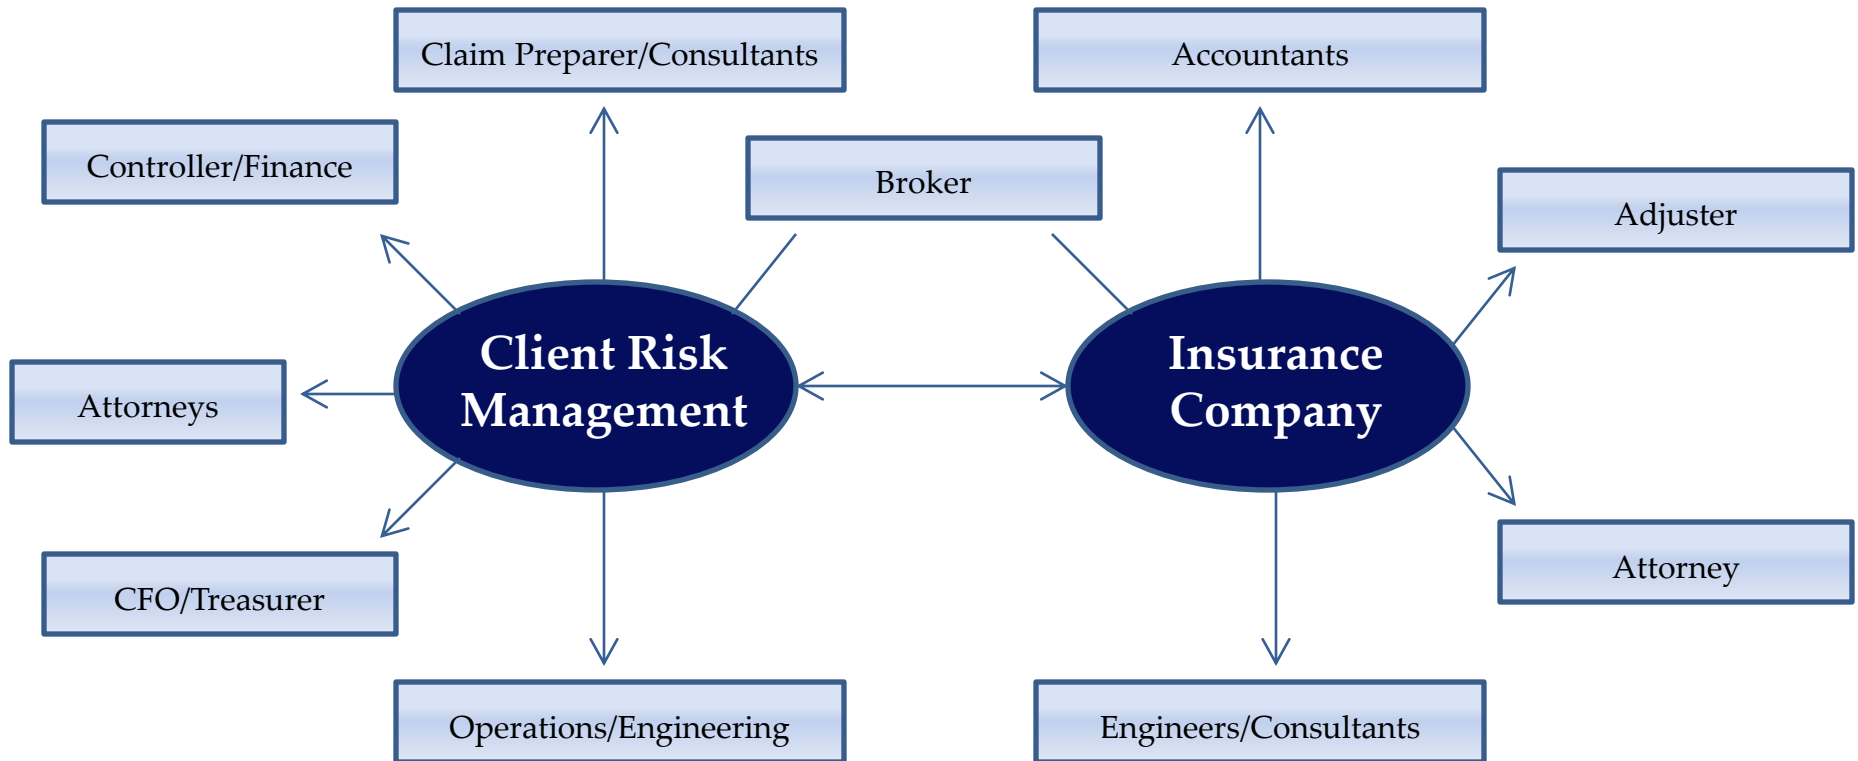 Claim Preparer/Consultants
Accountants
Controller/Finance
Broker
Adjuster
Client Risk
Management
Insurance
Company
Attorneys
CFO/Treasurer
Attorney
Operations/Engineering
Engineers/Consultants